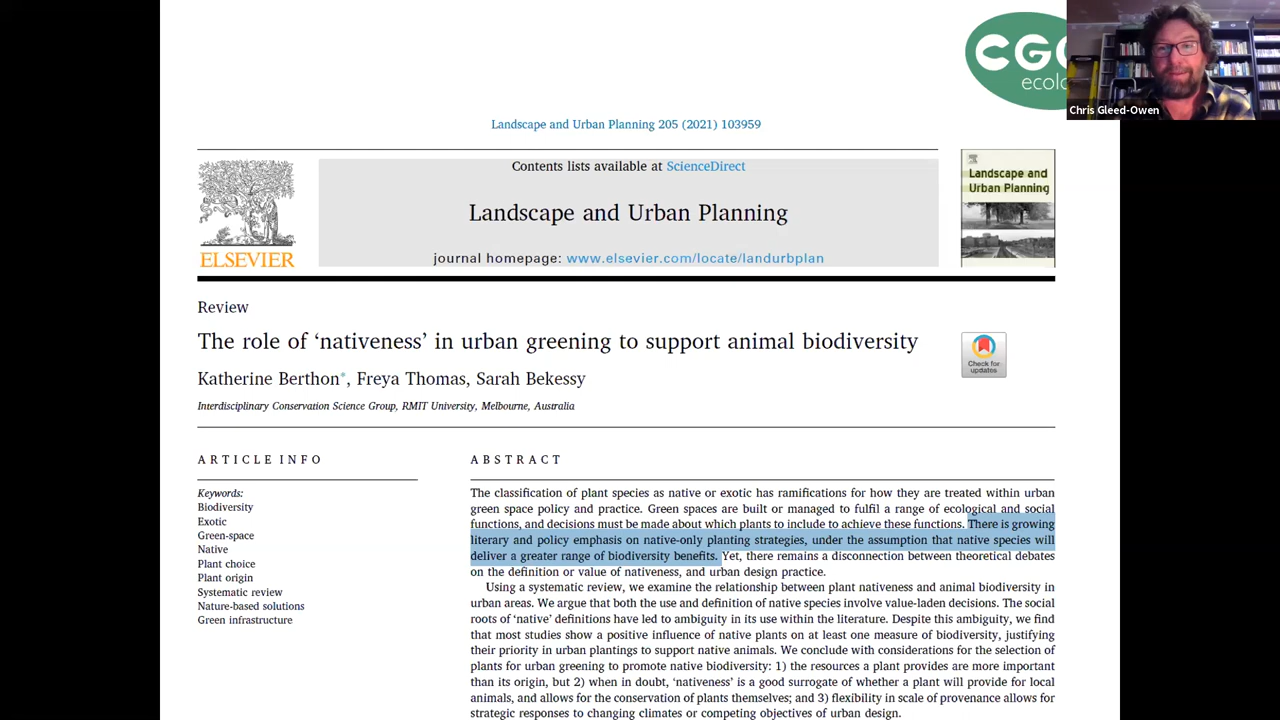 CGO
ecolo
Chris Gleed-Owen
Landscape and Urban Planning 205 (2021) 103959
Contents lists available at ScienceDirect
Landscape and Urban Planning
journal homepage: www.elsevier.com/locate/landurbplan
ELSEVIER
Landscape and
Urban Planning
Review
The role of ‘nativeness’ in urban greening to support animal biodiversity
Check for
updates
Katherine Berthon*, Freya Thomas, Sarah Bekessy
Interdisciplinary Conservation Science Group, RMIT University, Melbourne, Australia
ARTICLE INFO
Keywords:
Biodiversity
Exotic
Green-space
Native
Plant choice
Plant origin
Systematic review
Nature-based solutions
Green infrastructure
ABSTRACT
The classification of plant species as native or exotic has ramifications for how they are treated within urban
green space policy and practice. Green spaces are built or managed to fulfil a range of ecological and social
functions, and decisions must be made about which plants to include to achieve these functions. There is growing
literary and policy emphasis on native-only planting strategies, under the assumption that native species will
deliver a greater range of biodiversity benefits. Yet, there remains a disconnection between theoretical debates
on the definition or value of nativeness, and urban design practice.
Using a systematic review, we examine the relationship between plant nativeness and animal biodiversity in
urban areas. We argue that both the use and definition of native species involve value-laden decisions. The social
roots of ‘native’ definitions have led to ambiguity in its use within the literature. Despite this ambiguity, we find
that most studies show a positive influence of native plants on at least one measure of biodiversity, justifying
their priority in urban plantings to support native animals. We conclude with considerations for the selection of
plants for urban greening to promote native biodiversity: 1) the resources a plant provides are more important
than its origin, but 2) when in doubt, ‘nativeness’ is a good surrogate of whether a plant will provide for local
animals, and allows for the conservation of plants themselves; and 3) flexibility in scale of provenance allows for
strategic responses to changing climates or competing objectives of urban design.